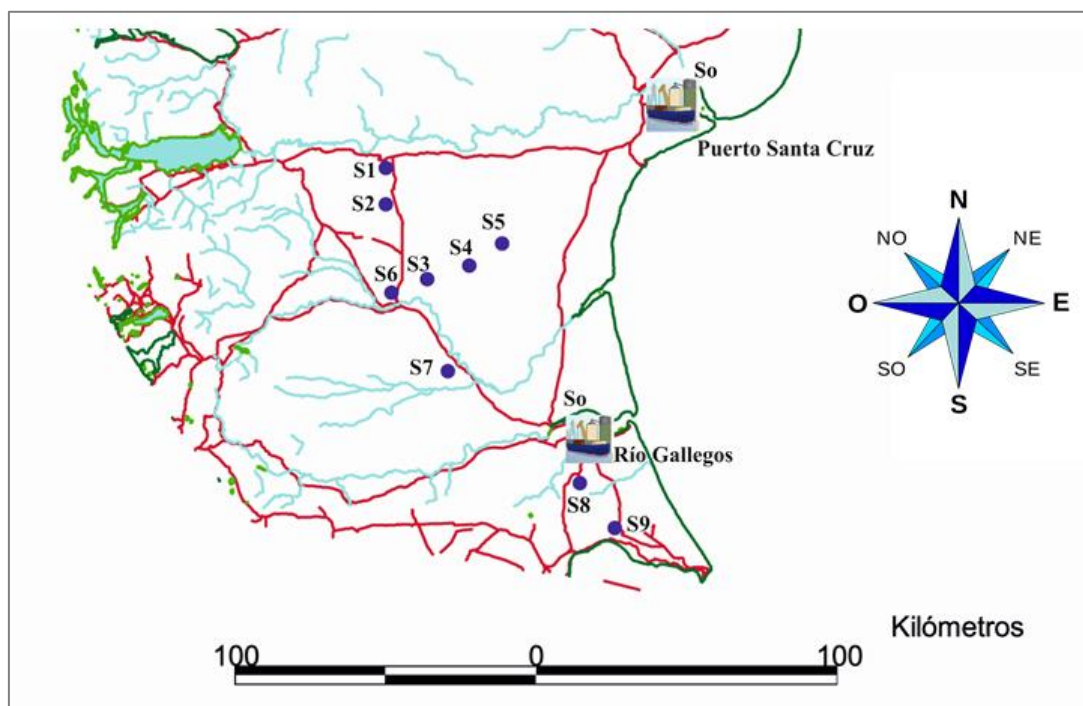 So
Puerto Santa Cruz
S1
S2
S5
S4
S3
S6
S7
So
Río Gallegos
S8
S9
N
NO
NE
O
E
SO
SE
S
Kilómetros
100
0
100